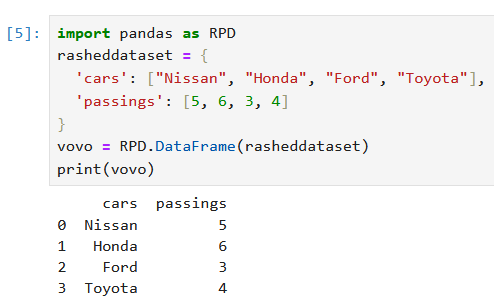 [5]: import pandas as RPD
rasheddataset = {
  'cars': ["Nissan", "Honda", "Ford", "Toyota"],
  'passings': [5, 6, 3, 4]
}
vovo = RPD.DataFrame(rasheddataset)
print(vovo)
     cars  passings
0  Nissan         5
1   Honda         6
2    Ford         3
3  Toyota         4